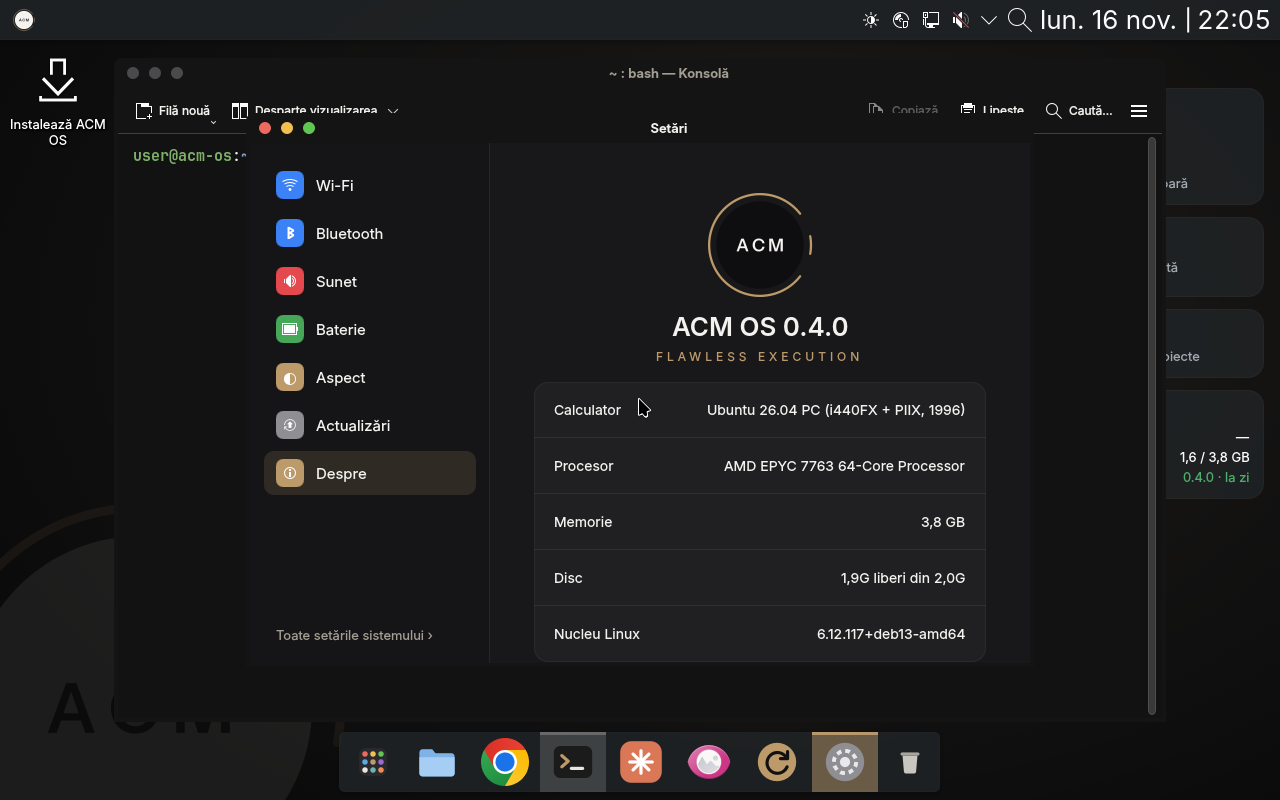 ACM
lun. 16 nov. | 22:05
Instalează ACM
OS
~ : bash — Konsolă
Filă nouă
Desparte vizualizarea
Copiază
Lipește
Caută...
user@acm-os:~
Setări
Wi-Fi
Bluetooth
Sunet
Baterie
Aspect
Actualizări
Despre
Toate setările sistemului ›
ACM
ACM OS 0.4.0
FLAWLESS EXECUTION
Calculator
Ubuntu 26.04 PC (i440FX + PIIX, 1996)
Procesor
AMD EPYC 7763 64-Core Processor
Memorie
3,8 GB
Disc
1,9G liberi din 2,0G
Nucleu Linux
6.12.117+deb13-amd64
—
1,6 / 3,8 GB
0.4.0 · la zi
ACM